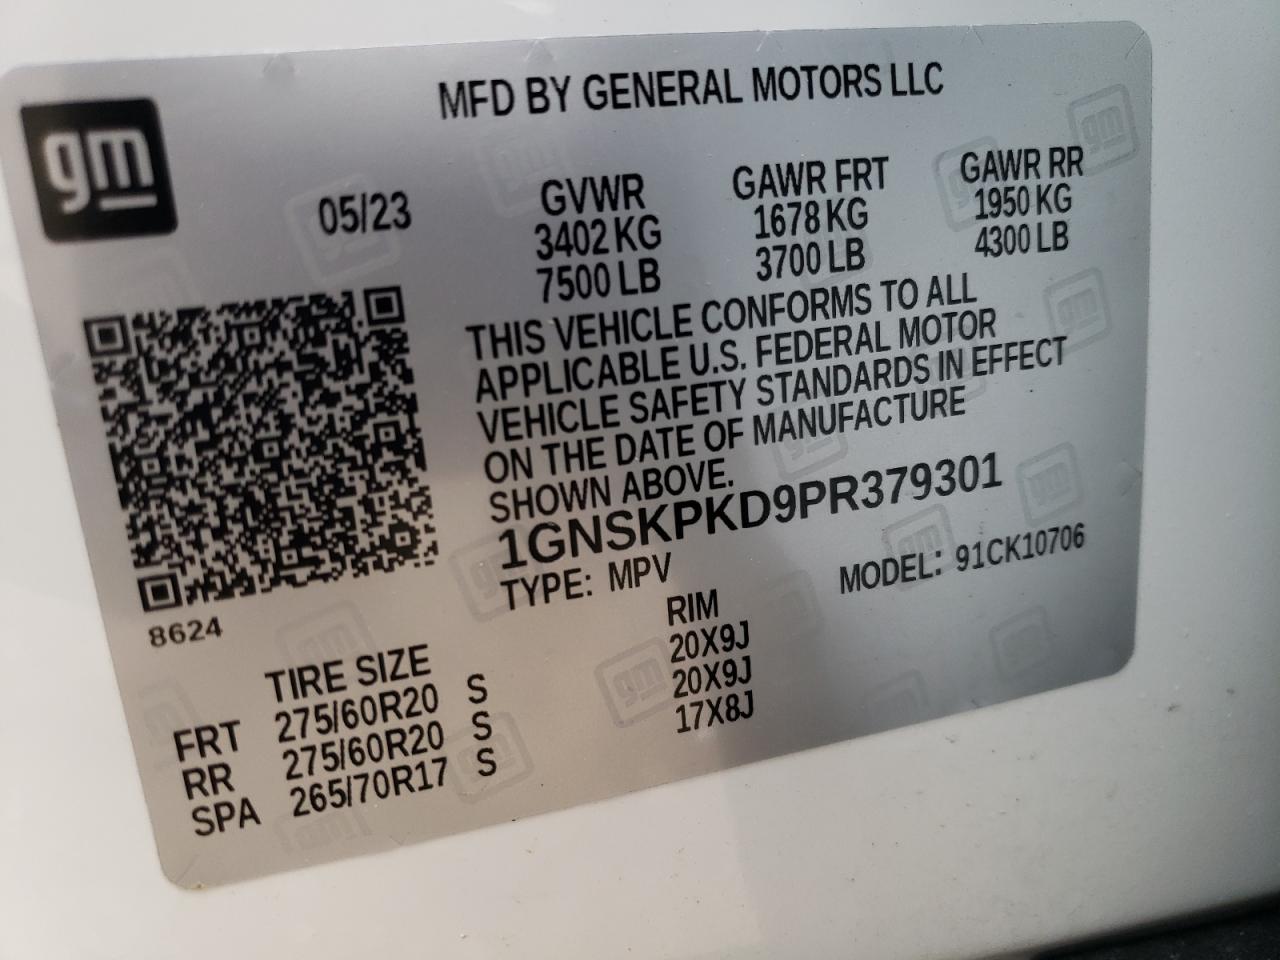 MFD BY GENERAL MOTORS LLC
gm
05/23
GVWR
3402 KG
7500 LB
GAWR FRT
1678 KG
3700 LB
GAWR RR
1950 KG
4300 LB
THIS VEHICLE CONFORMS TO ALL
APPLICABLE U.S. FEDERAL MOTOR
VEHICLE SAFETY STANDARDS IN EFFECT
ON THE DATE OF MANUFACTURE
SHOWN ABOVE.
1GNSKPKD9PR379301
TYPE: MPV
MODEL: 91CK10706
8624
TIRE SIZE RIM
FRT 275/60R20 S 20X9J
RR 275/60R20 S 20X9J
SPA 265/70R17 S 17X8J